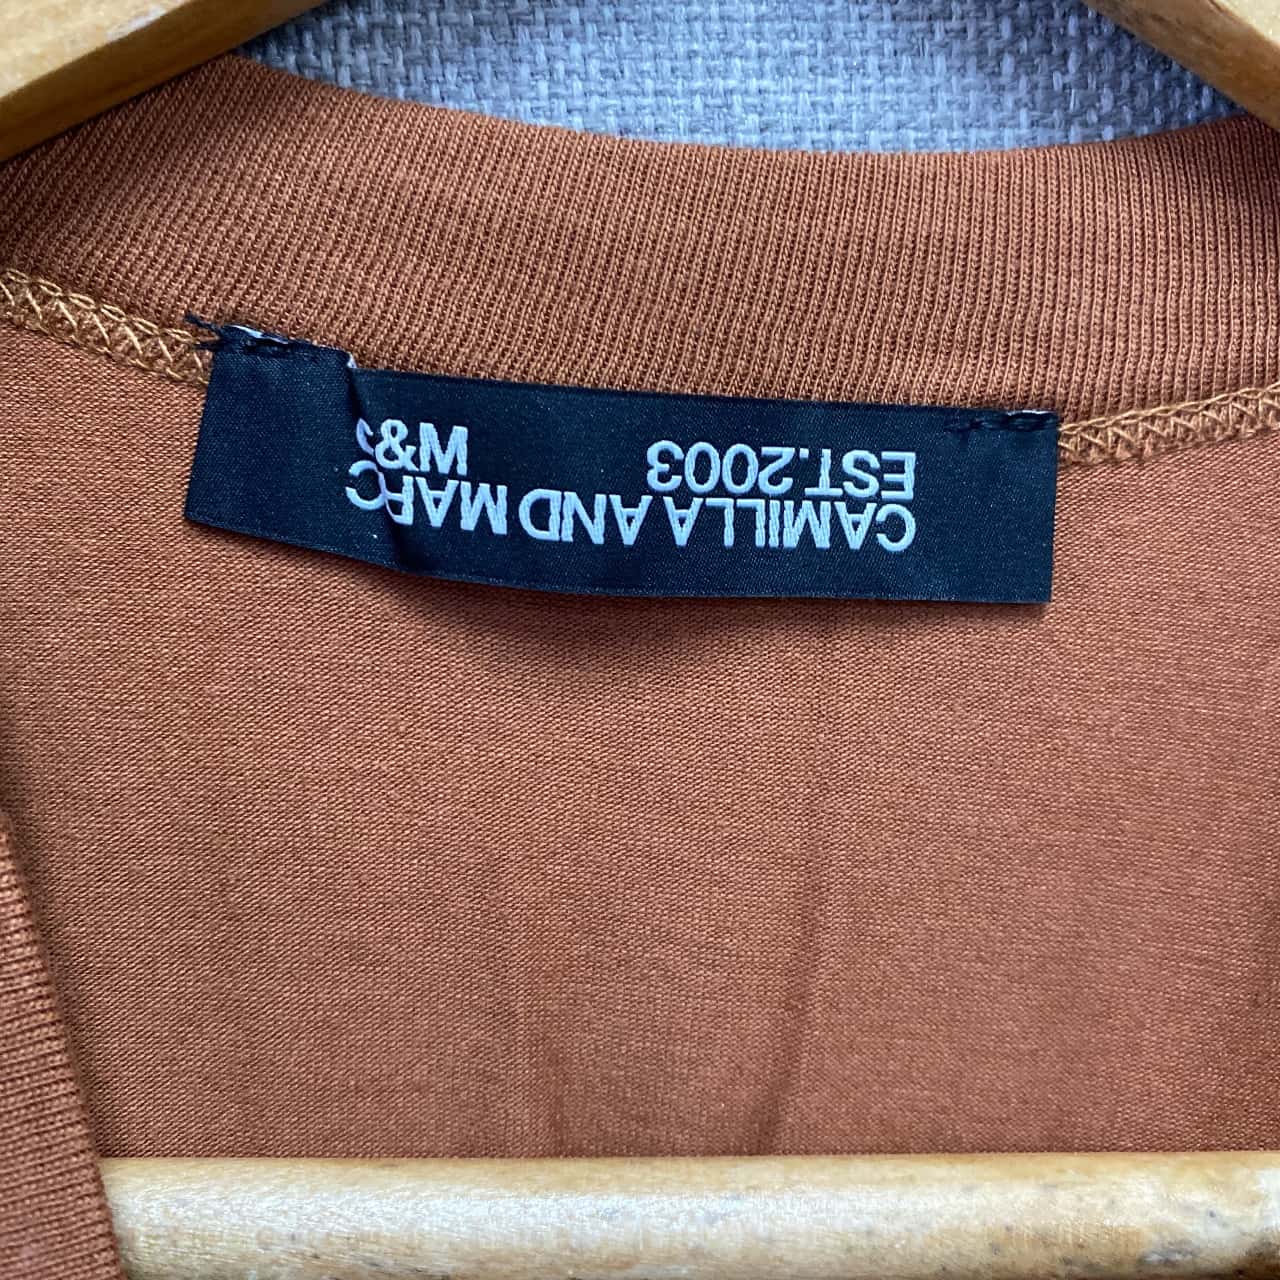 CAMILLA AND MARC
EST.2003 M&